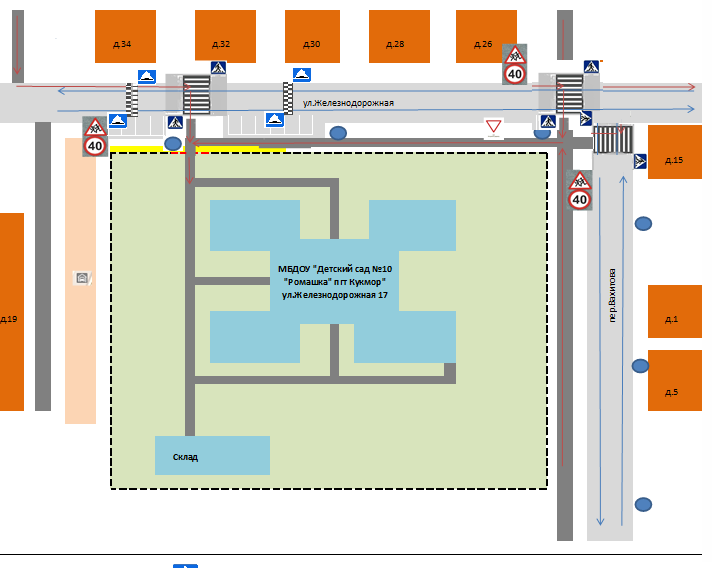 д.34
д.32
д.30
д.28
д.26
40
ул.Железнодорожная
40
д.15
40
МБДОУ "Детский сад №10
"Ромашка" пгт Кукмор"
ул.Железнодорожная 17
пер.Вахитова
д.19
д.1
д.5
Склад